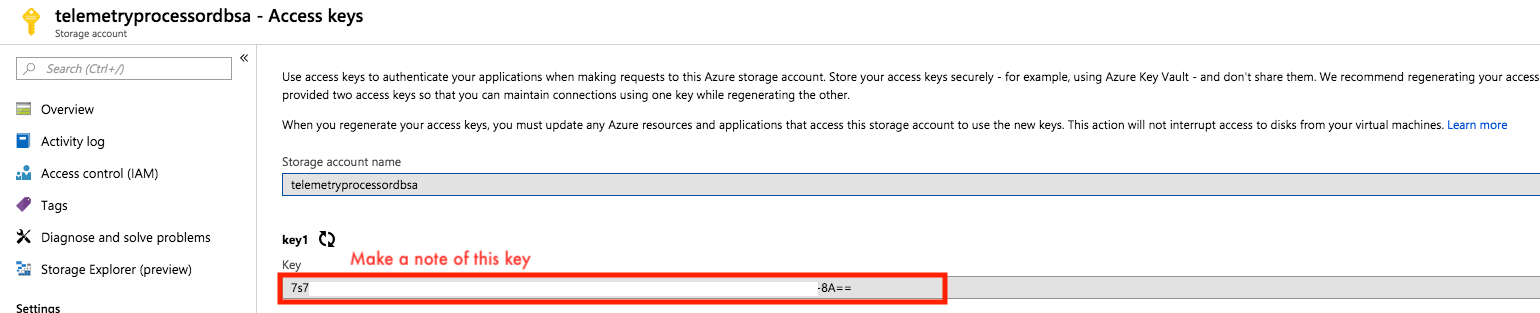 telemetryprocessordbsa - Access keys
Storage account
Search (Ctrl+/)
«
Overview
Activity log
Access control (IAM)
Tags
Diagnose and solve problems
Storage Explorer (preview)
Settings
Use access keys to authenticate your applications when making requests to this Azure storage account. Store your access keys securely - for example, using Azure Key Vault - and don't share them. We recommend regenerating your access
provided two access keys so that you can maintain connections using one key while regenerating the other.
When you regenerate your access keys, you must update any Azure resources and applications that access this storage account to use the new keys. This action will not interrupt access to disks from your virtual machines. Learn more
Storage account name
telemetryprocessordbsa
key1
Make a note of this key
Key
7s7 -8A==